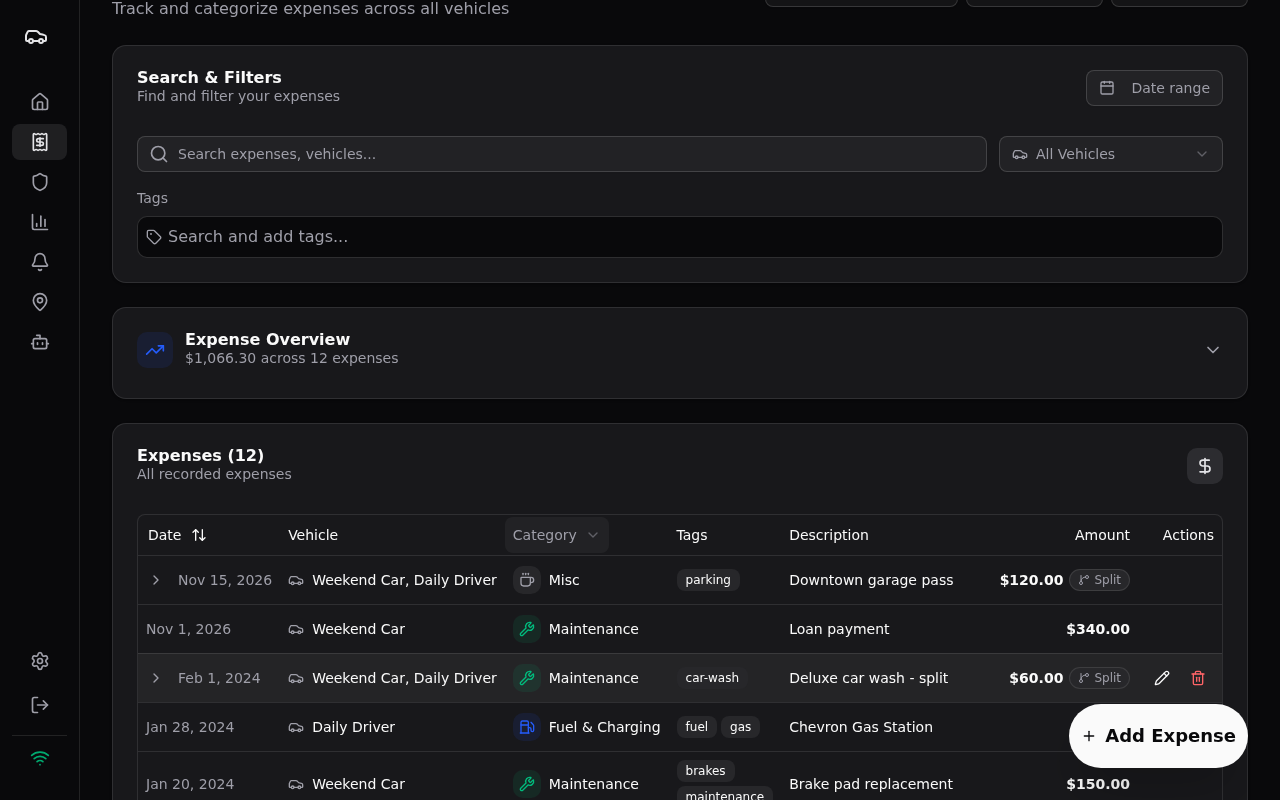 Track and categorize expenses across all vehicles
Search & Filters
Find and filter your expenses
Date range
Search expenses, vehicles...
All Vehicles
Tags
Search and add tags...
Expense Overview
$1,066.30 across 12 expenses
Expenses (12)
All recorded expenses
Date Vehicle Category Tags Description Amount Actions
Nov 15, 2026 Weekend Car, Daily Driver Misc parking Downtown garage pass $120.00 Split
Nov 1, 2026 Weekend Car Maintenance Loan payment $340.00
Feb 1, 2024 Weekend Car, Daily Driver Maintenance car-wash Deluxe car wash - split $60.00 Split
Jan 28, 2024 Daily Driver Fuel & Charging fuel gas Chevron Gas Station
+ Add Expense
Jan 20, 2024 Weekend Car Maintenance brakes Brake pad replacement $150.00
maintenance